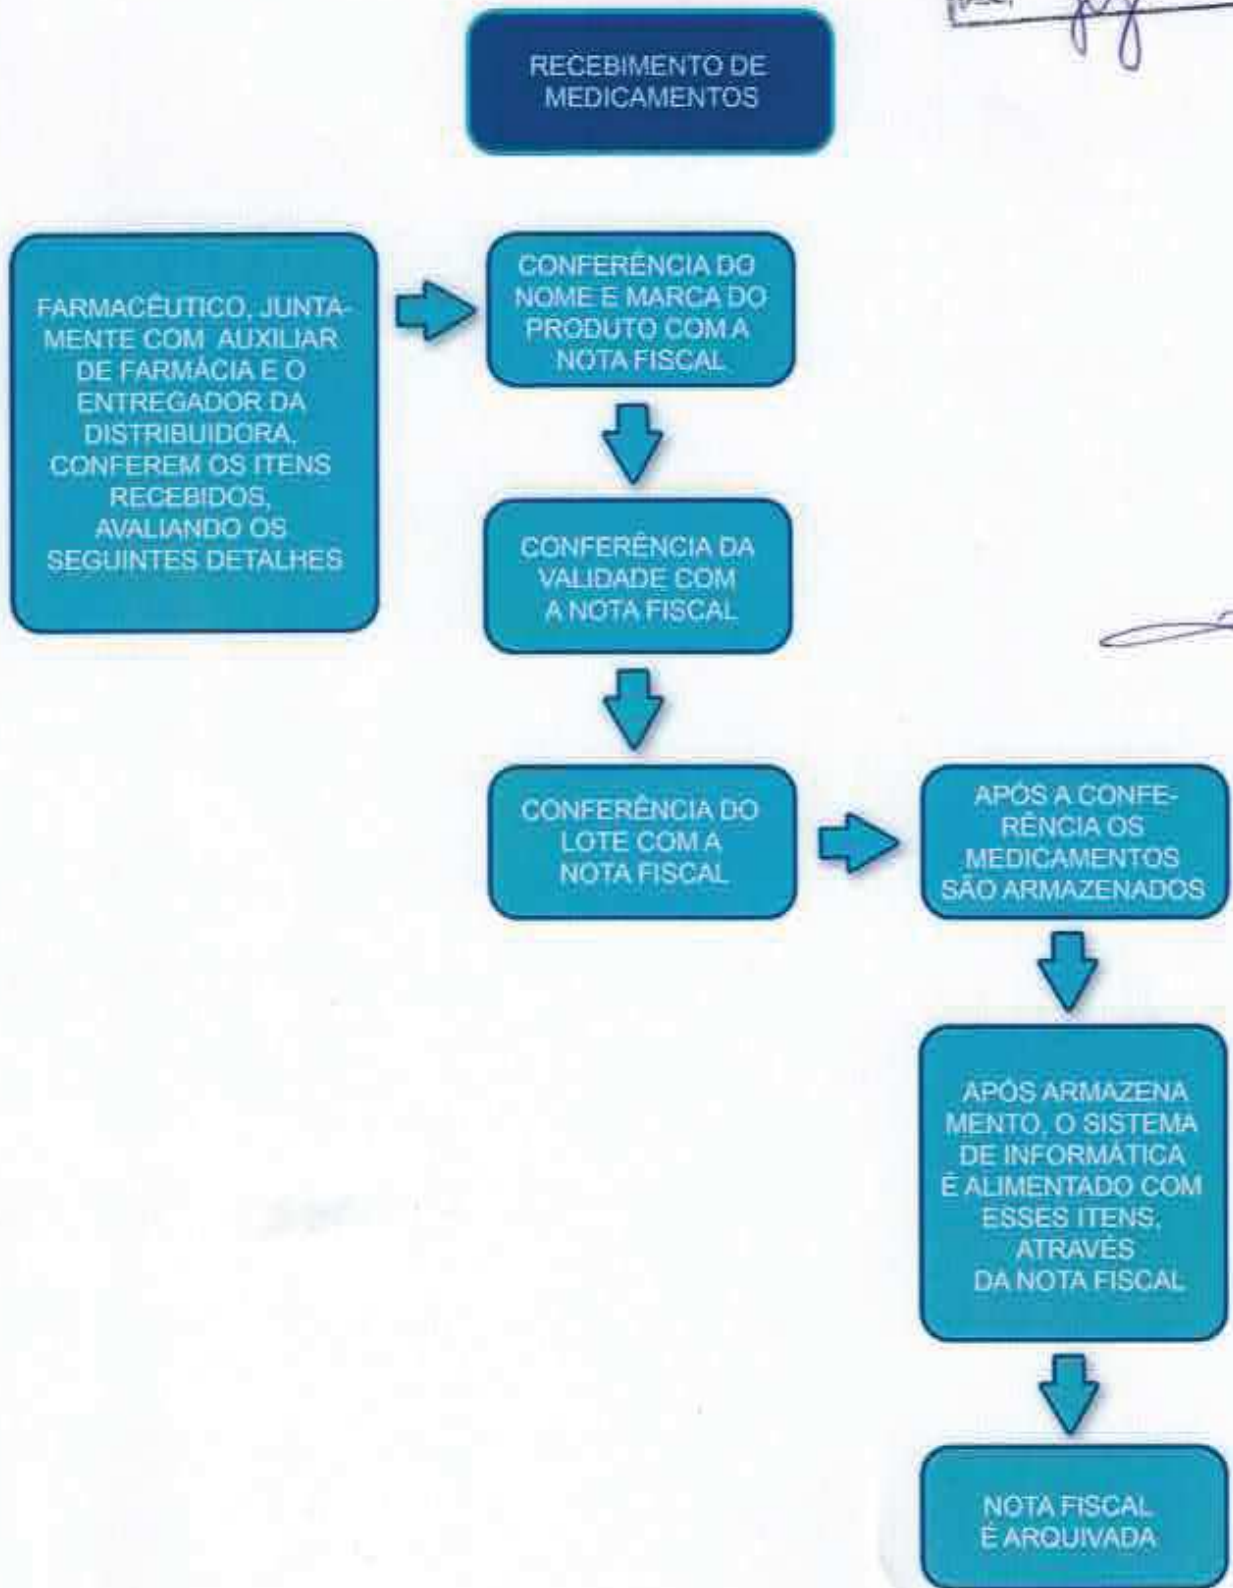 RECEBIMENTO DE
MEDICAMENTOS
FARMACÊUTICO, JUNTA-
MENTE COM AUXILIAR
DE FARMÁCIA E O
ENTREGADOR DA
DISTRIBUIDORA,
CONFEREM OS ITENS
RECEBIDOS,
AVALIANDO OS
SEGUINTES DETALHES
CONFERÊNCIA DO
NOME E MARCA DO
PRODUTO COM A
NOTA FISCAL
CONFERÊNCIA DA
VALIDADE COM
A NOTA FISCAL
CONFERÊNCIA DO
LOTE COM A
NOTA FISCAL
APÓS A CONFE-
RÊNCIA OS
MEDICAMENTOS
SÃO ARMAZENADOS
APÓS ARMAZENA
MENTO, O SISTEMA
DE INFORMÁTICA
É ALIMENTADO COM
ESSES ITENS,
ATRAVÉS
DA NOTA FISCAL
NOTA FISCAL
É ARQUIVADA